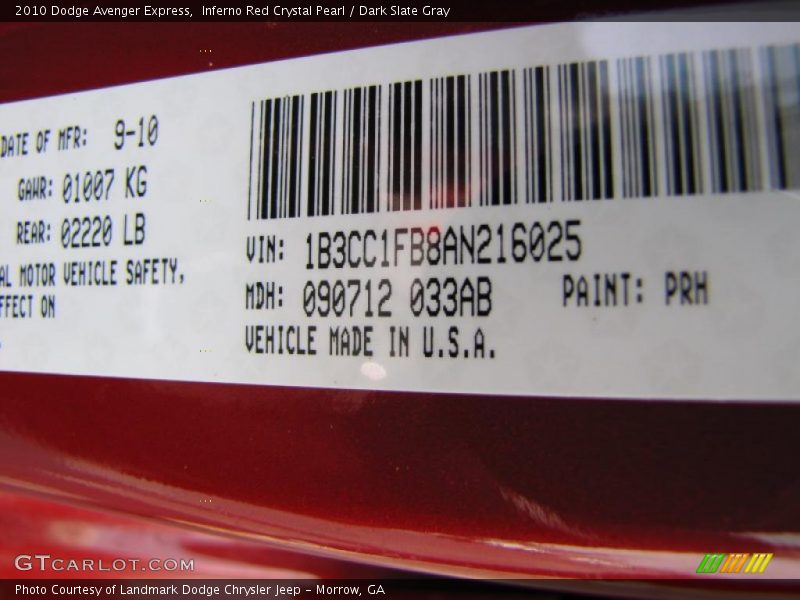 2010 Dodge Avenger Express,  Inferno Red Crystal Pearl / Dark Slate Gray
DATE OF MFR: 9-10
GAWR: 01007 KG
REAR: 02220 LB
AL MOTOR VEHICLE SAFETY,
FFECT ON
VIN: 1B3CC1FB8AN216025
MDH: 090712 033AB
PAINT: PRH
VEHICLE MADE IN U.S.A.
GTCARLOT.COM
Photo Courtesy of Landmark Dodge Chrysler Jeep - Morrow, GA